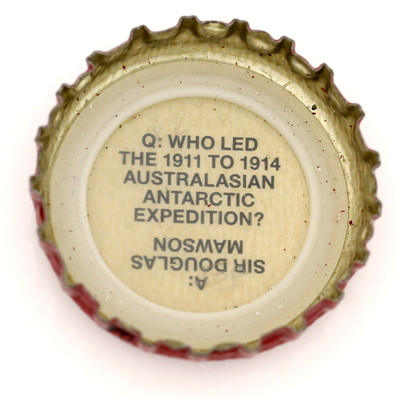 Q: WHO LED
THE 1911 TO 1914
AUSTRALASIAN
ANTARCTIC
EXPEDITION?
A:
SIR DOUGLAS
MAWSON